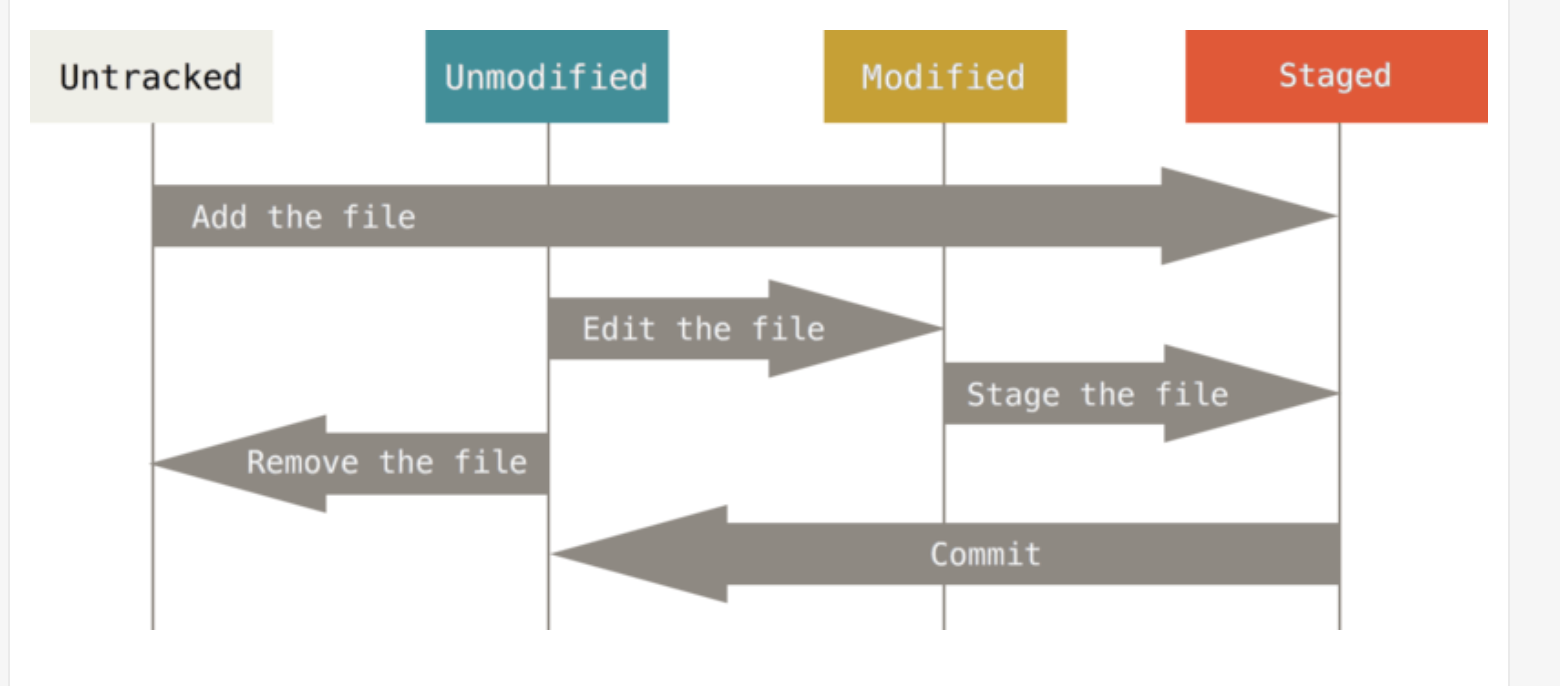 Untracked
Unmodified
Modified
Staged
Add the file
Edit the file
Stage the file
Remove the file
Commit